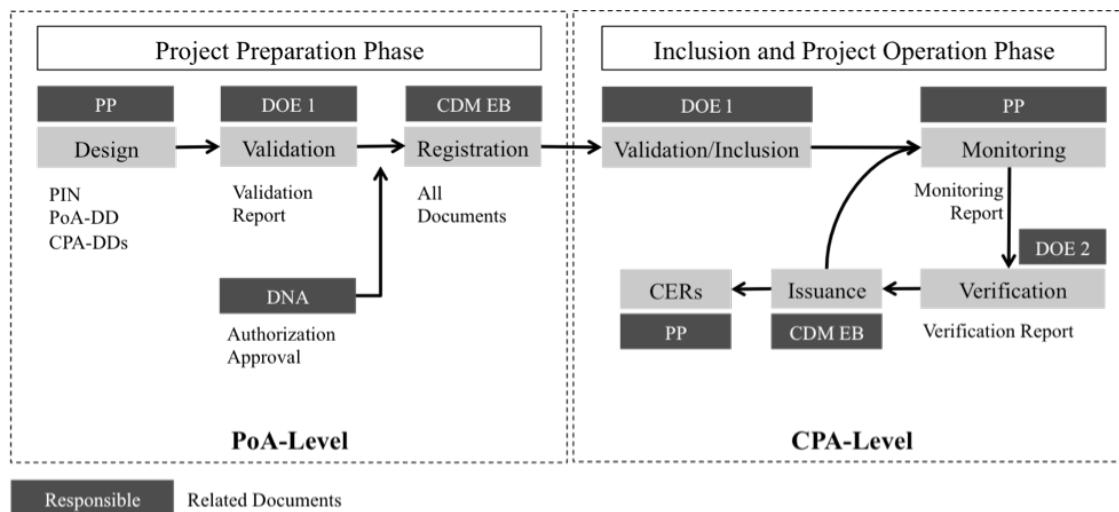 Project Preparation Phase
PP
Design
PIN
PoA-DD
CPA-DDs
DOE 1
Validation
Validation
Report
CDM EB
Registration
All
Documents
DNA
Authorization
Approval
PoA-Level
Inclusion and Project Operation Phase
DOE 1
Validation/Inclusion
PP
Monitoring
Monitoring
Report
DOE 2
Verification
Verification Report
Issuance
CDM EB
CERs
PP
CPA-Level
Responsible
Related Documents